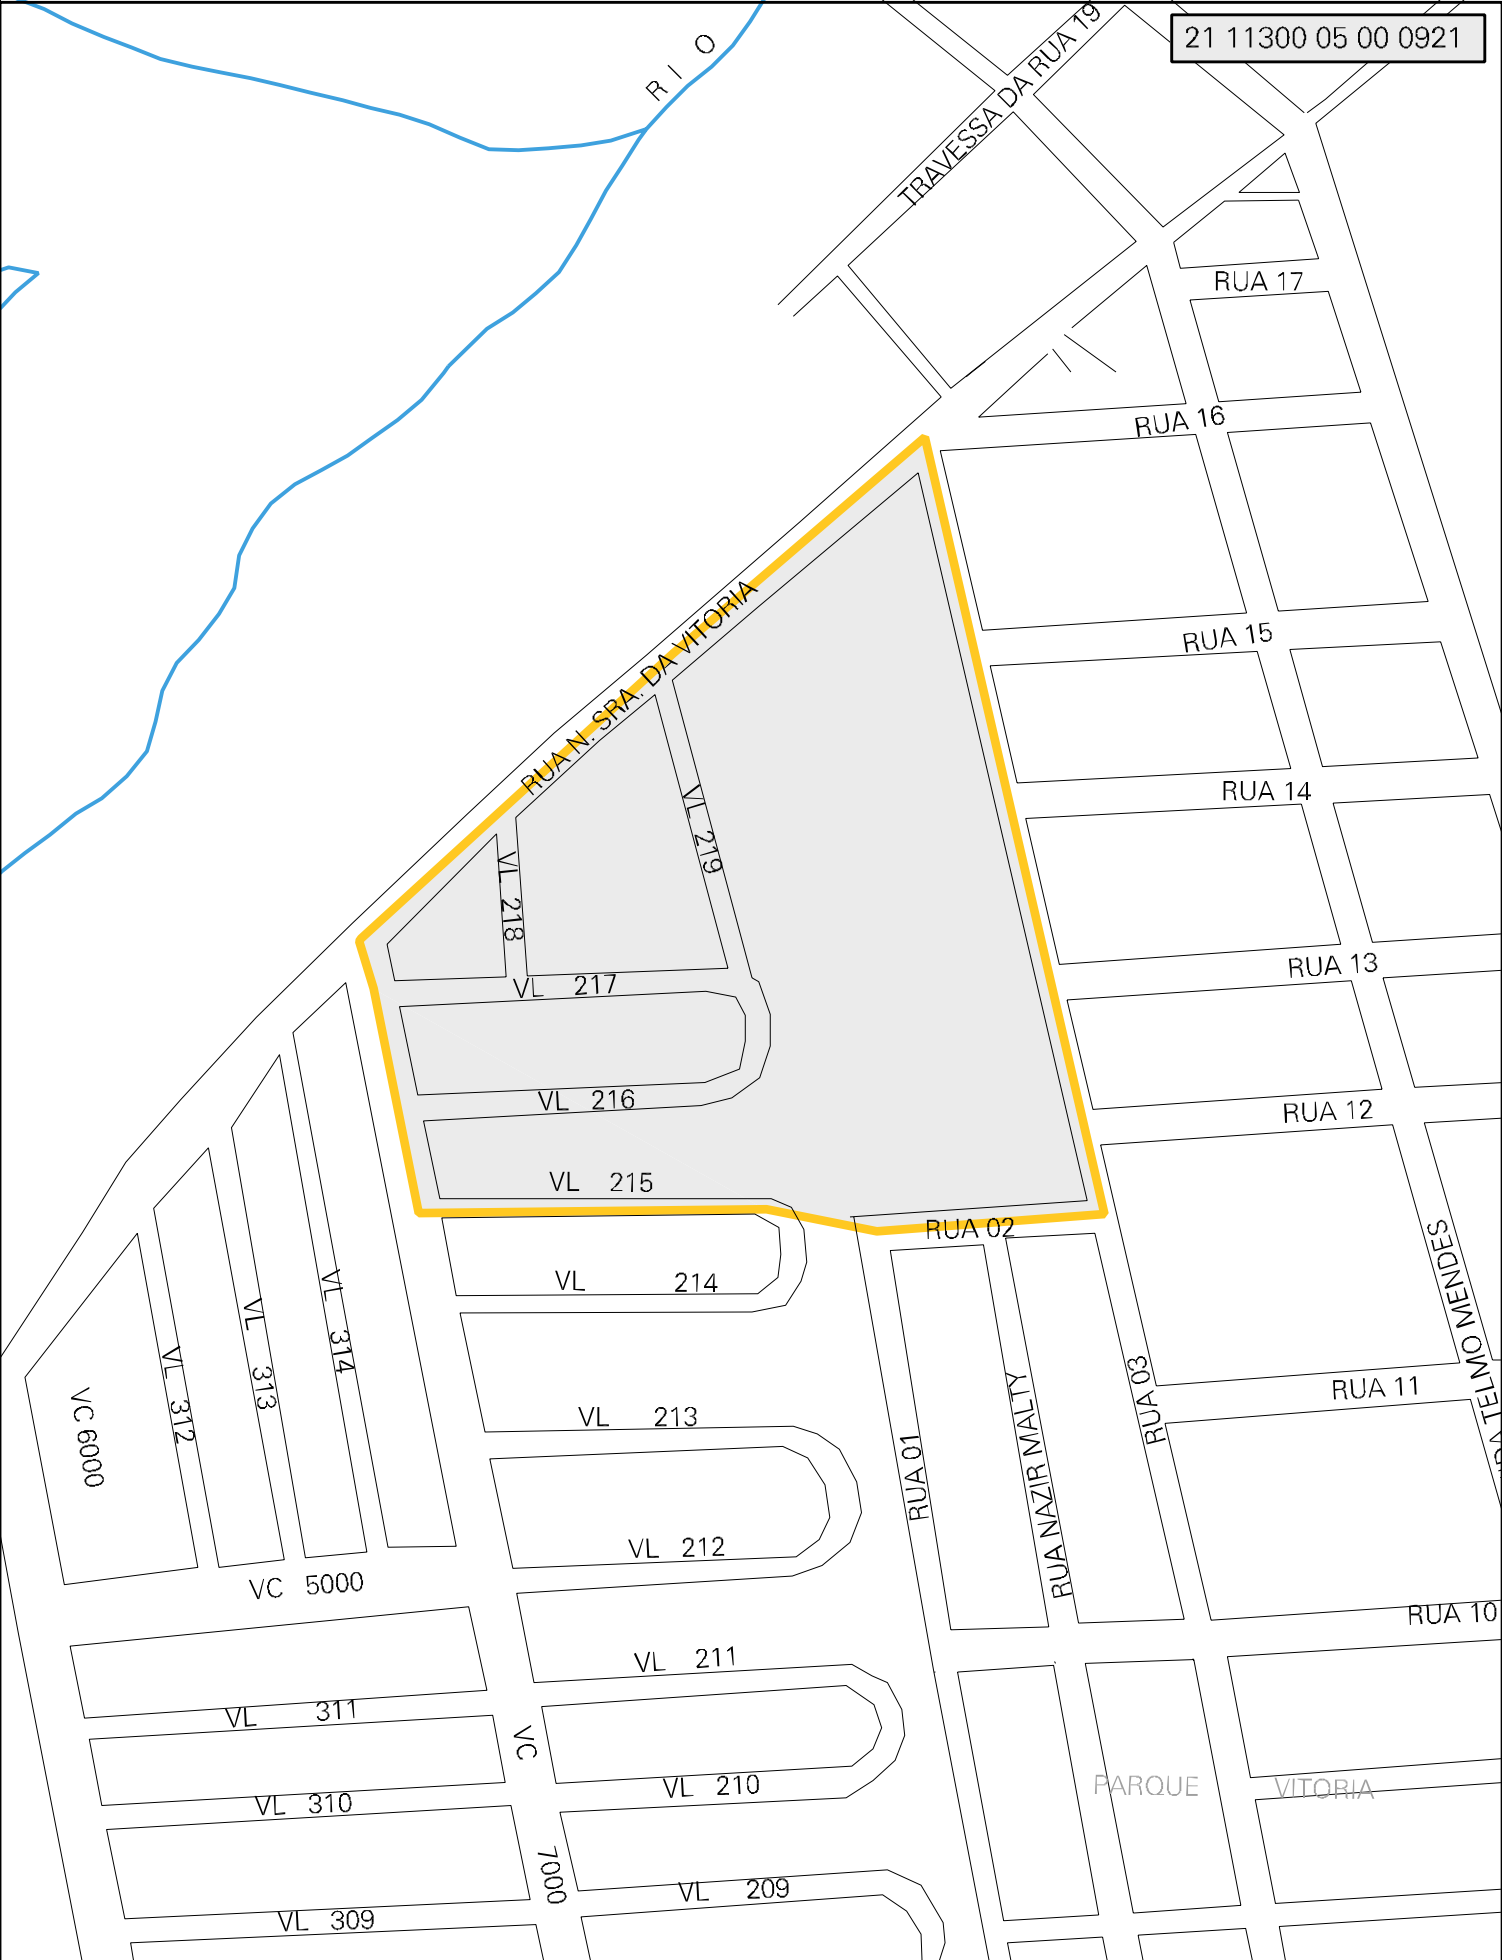 21 11300 05 00 0921
RIO
TRAVESSA DA RUA 19
RUA 17
RUA 16
RUA N. SRA. DA VITORIA
RUA 15
RUA 14
VL 219
VL 218
RUA 13
VL 217
VL 216
RUA 12
VL 215
RUA 02
VL 214
TELMO MENDES
VL 314
VL 313
VL 312
VC 6000
RUA 03
RUA 11
RUA NAZIR MALTY
RUA 01
VL 213
VL 212
VC 5000
RUA 10
VL 211
VL 311
VC 7000
VL 210
PARQUE VITORIA
VL 310
VL 209
VL 309